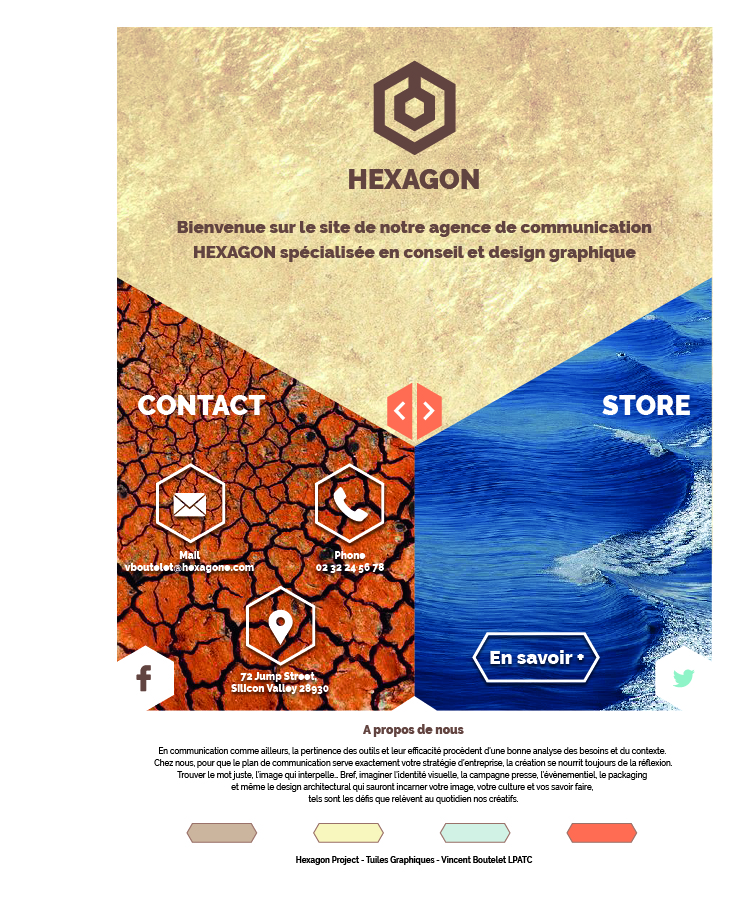 HEXAGON
Bienvenue sur le site de notre agence de communication
HEXAGON spécialisée en conseil et design graphique
CONTACT
STORE
Mail
vboutelet@hexagone.com
Phone
02 32 24 56 78
72 Jump Street,
Silicon Valley 28930
En savoir +
A propos de nous
En communication comme ailleurs, la pertinence des outils et leur efficacité procèdent d'une bonne analyse des besoins et du contexte.
Chez nous, pour que le plan de communication serve exactement votre stratégie d'entreprise, la création se nourrit toujours de la réflexion.
Trouver le mot juste, l'image qui interpelle... Bref, imaginer l'identité visuelle, la campagne presse, l'évènementiel, le packaging
et même le design architectural qui sauront incarner votre image, votre culture et vos savoir faire,
tels sont les défis que relèvent au quotidien nos créatifs.
Hexagon Project - Tuiles Graphiques - Vincent Boutelet LPATC